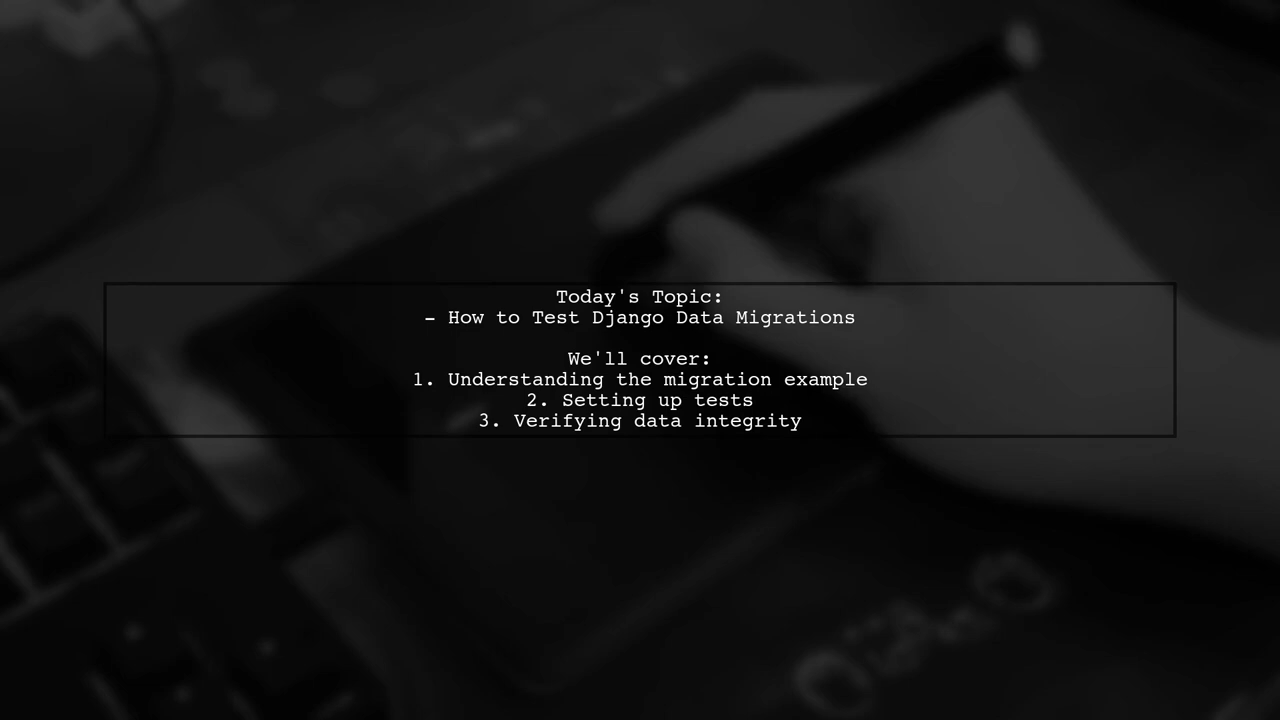 Today's Topic:
- How to Test Django Data Migrations
We'll cover:
1. Understanding the migration example
2. Setting up tests
3. Verifying data integrity